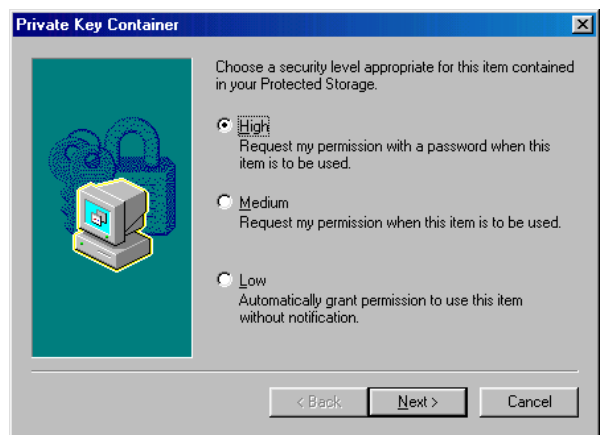 Private Key Container
Choose a security level appropriate for this item contained
in your Protected Storage.
High
Request my permission with a password when this
item is to be used.
Medium
Request my permission when this item is to be used.
Low
Automatically grant permission to use this item
without notification.
< Back
Next >
Cancel